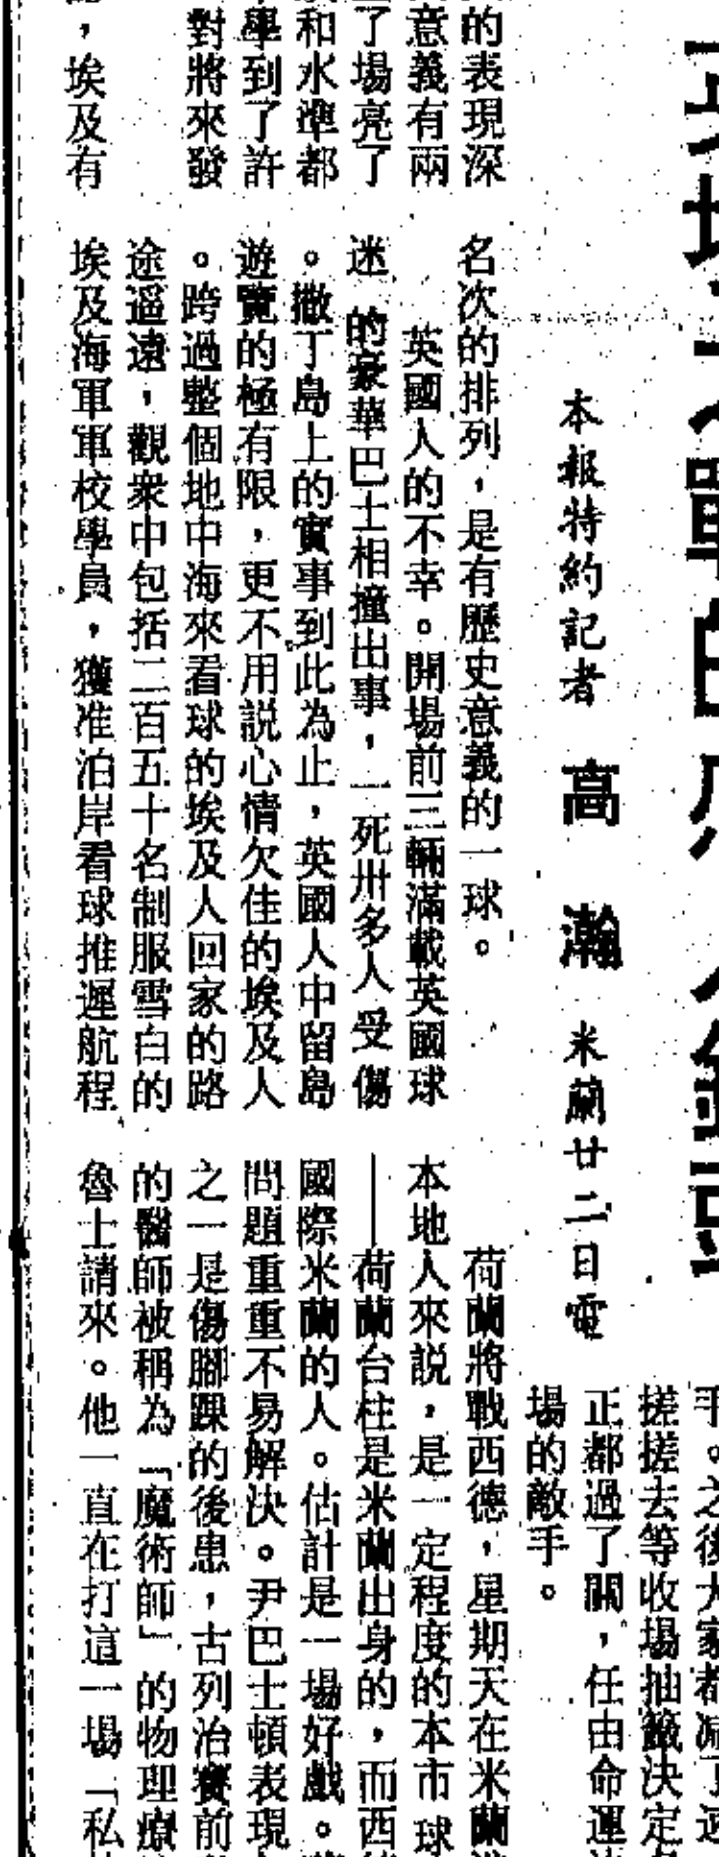 本報特約記者 高瀚 米蘭廿二日電
的表現深
意義有兩
了場亮了
和水準都
學到了許
對將來發
，埃及有
名次的排列，是有歷史意義的一球。
英國人的不幸。開場前三輛滿載英國球
迷 的豪華巴士相撞出事，一死卅多人受傷
。撒丁島上的實事到此為止，英國人中留島
遊覽的極有限，更不用説心情欠佳的埃及人
。跨過整個地中海來看球的埃及人回家的路
途遥遠，觀衆中包括二百五十名制服雪白的
埃及海軍軍校學員，獲准泊岸看球推遲航程
手。之後大家都減了速
搓搓去等收場抽籤決定
正都過了關，任由命運
場的敵手。
荷蘭將戰西德，星期天在米蘭
本地人來説，是一定程度的本市球
——荷蘭台柱是米蘭出身的，而西
國際米蘭的人。估計是一場好戲。
問題重重不易解決。尹巴士頓表現
之一是傷腳踝的後患，古列治賽前
的醫師被稱為「魔術師」的物理療
魯士請來。他一直在打這一場「私